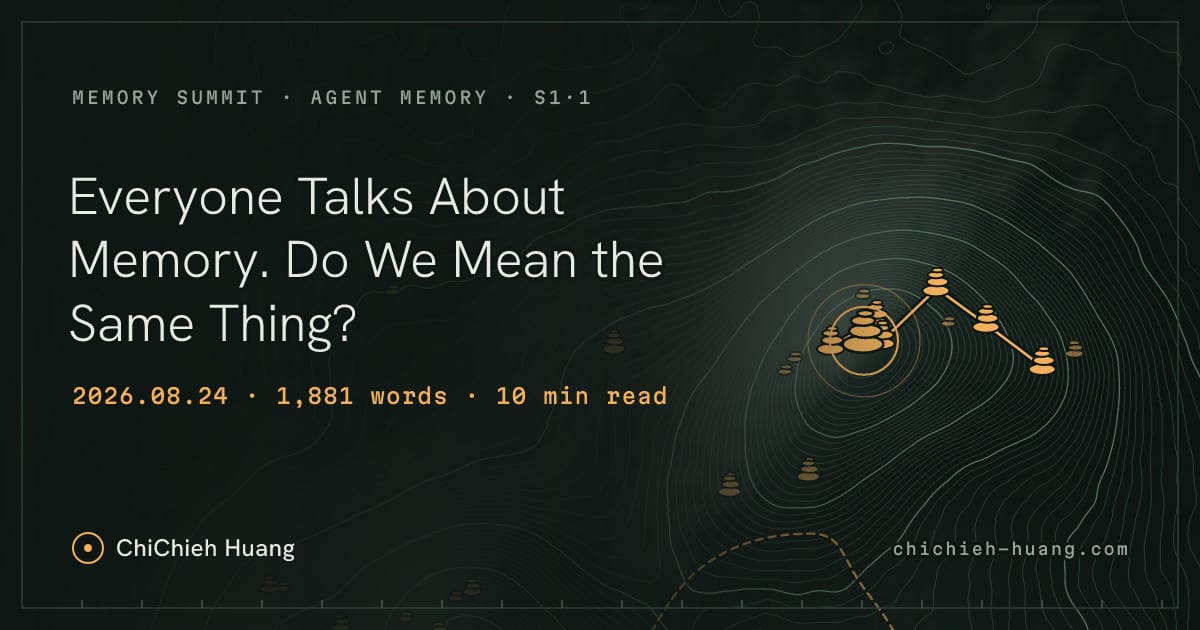 MEMORY SUMMIT · AGENT MEMORY · S1·1
Everyone Talks About
Memory. Do We Mean the
Same Thing?
2026.08.24 · 1,881 words · 10 min read
ChiChieh Huang
chichieh-huang.com